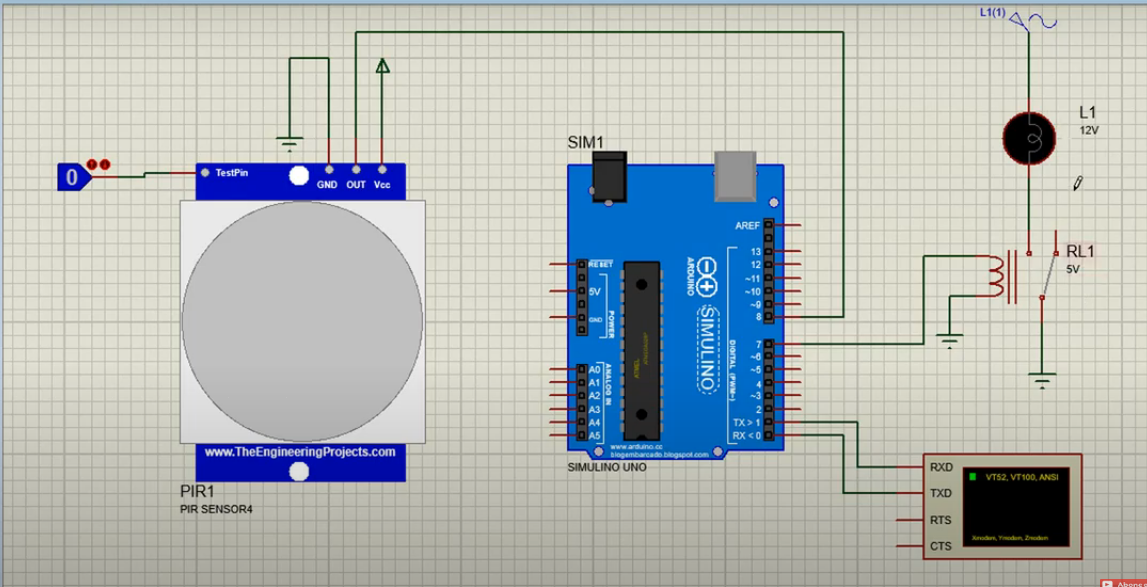 L1(1)
L1
12V
SIM1
0
TestPin
GND OUT Vcc
AREF
RESET
5V
GND
POWER
ARDUINO
SIMULINO
13
12
~11
~10
~9
8
DIGITAL (PWM~)
7
~6
~5
4
~3
2
TX > 1
RX < 0
ANALOG IN
A0
A1
A2
A3
A4
A5
ATMEL
www.arduino.cc
blogembarcado.blogspot.com
SIMULINO UNO
RL1
5V
www.TheEngineeringProjects.com
PIR1
PIR SENSOR4
RXD
TXD
RTS
CTS
VT52, VT100, ANSI
Xmodem, Ymodem, Zmodem